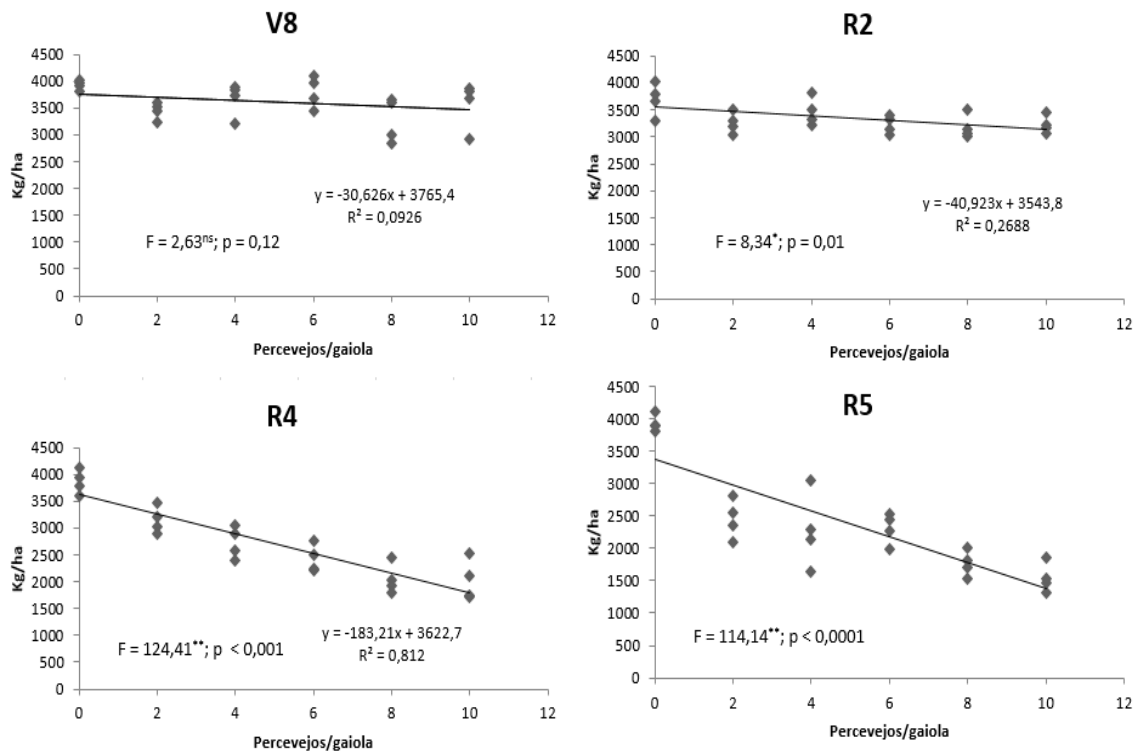 V8
4500
4000
3500
3000
2500
2000
1500
1000
500
0
Kg/ha
y = -30,626x + 3765,4
R² = 0,0926
F = 2,63ns; p = 0,12
0 2 4 6 8 10 12
Percevejos/gaiola
R2
4500
4000
3500
3000
2500
2000
1500
1000
500
0
Kg/ha
y = -40,923x + 3543,8
R² = 0,2688
F = 8,34*; p = 0,01
0 2 4 6 8 10 12
Percevejos/gaiola
R4
4500
4000
3500
3000
2500
2000
1500
1000
500
0
Kg/ha
y = -183,21x + 3622,7
R² = 0,812
F = 124,41**; p < 0,001
0 2 4 6 8 10 12
Percevejos/gaiola
R5
4500
4000
3500
3000
2500
2000
1500
1000
500
0
Kg/ha
F = 114,14**; p < 0,0001
0 2 4 6 8 10 12
Percevejos/gaiola